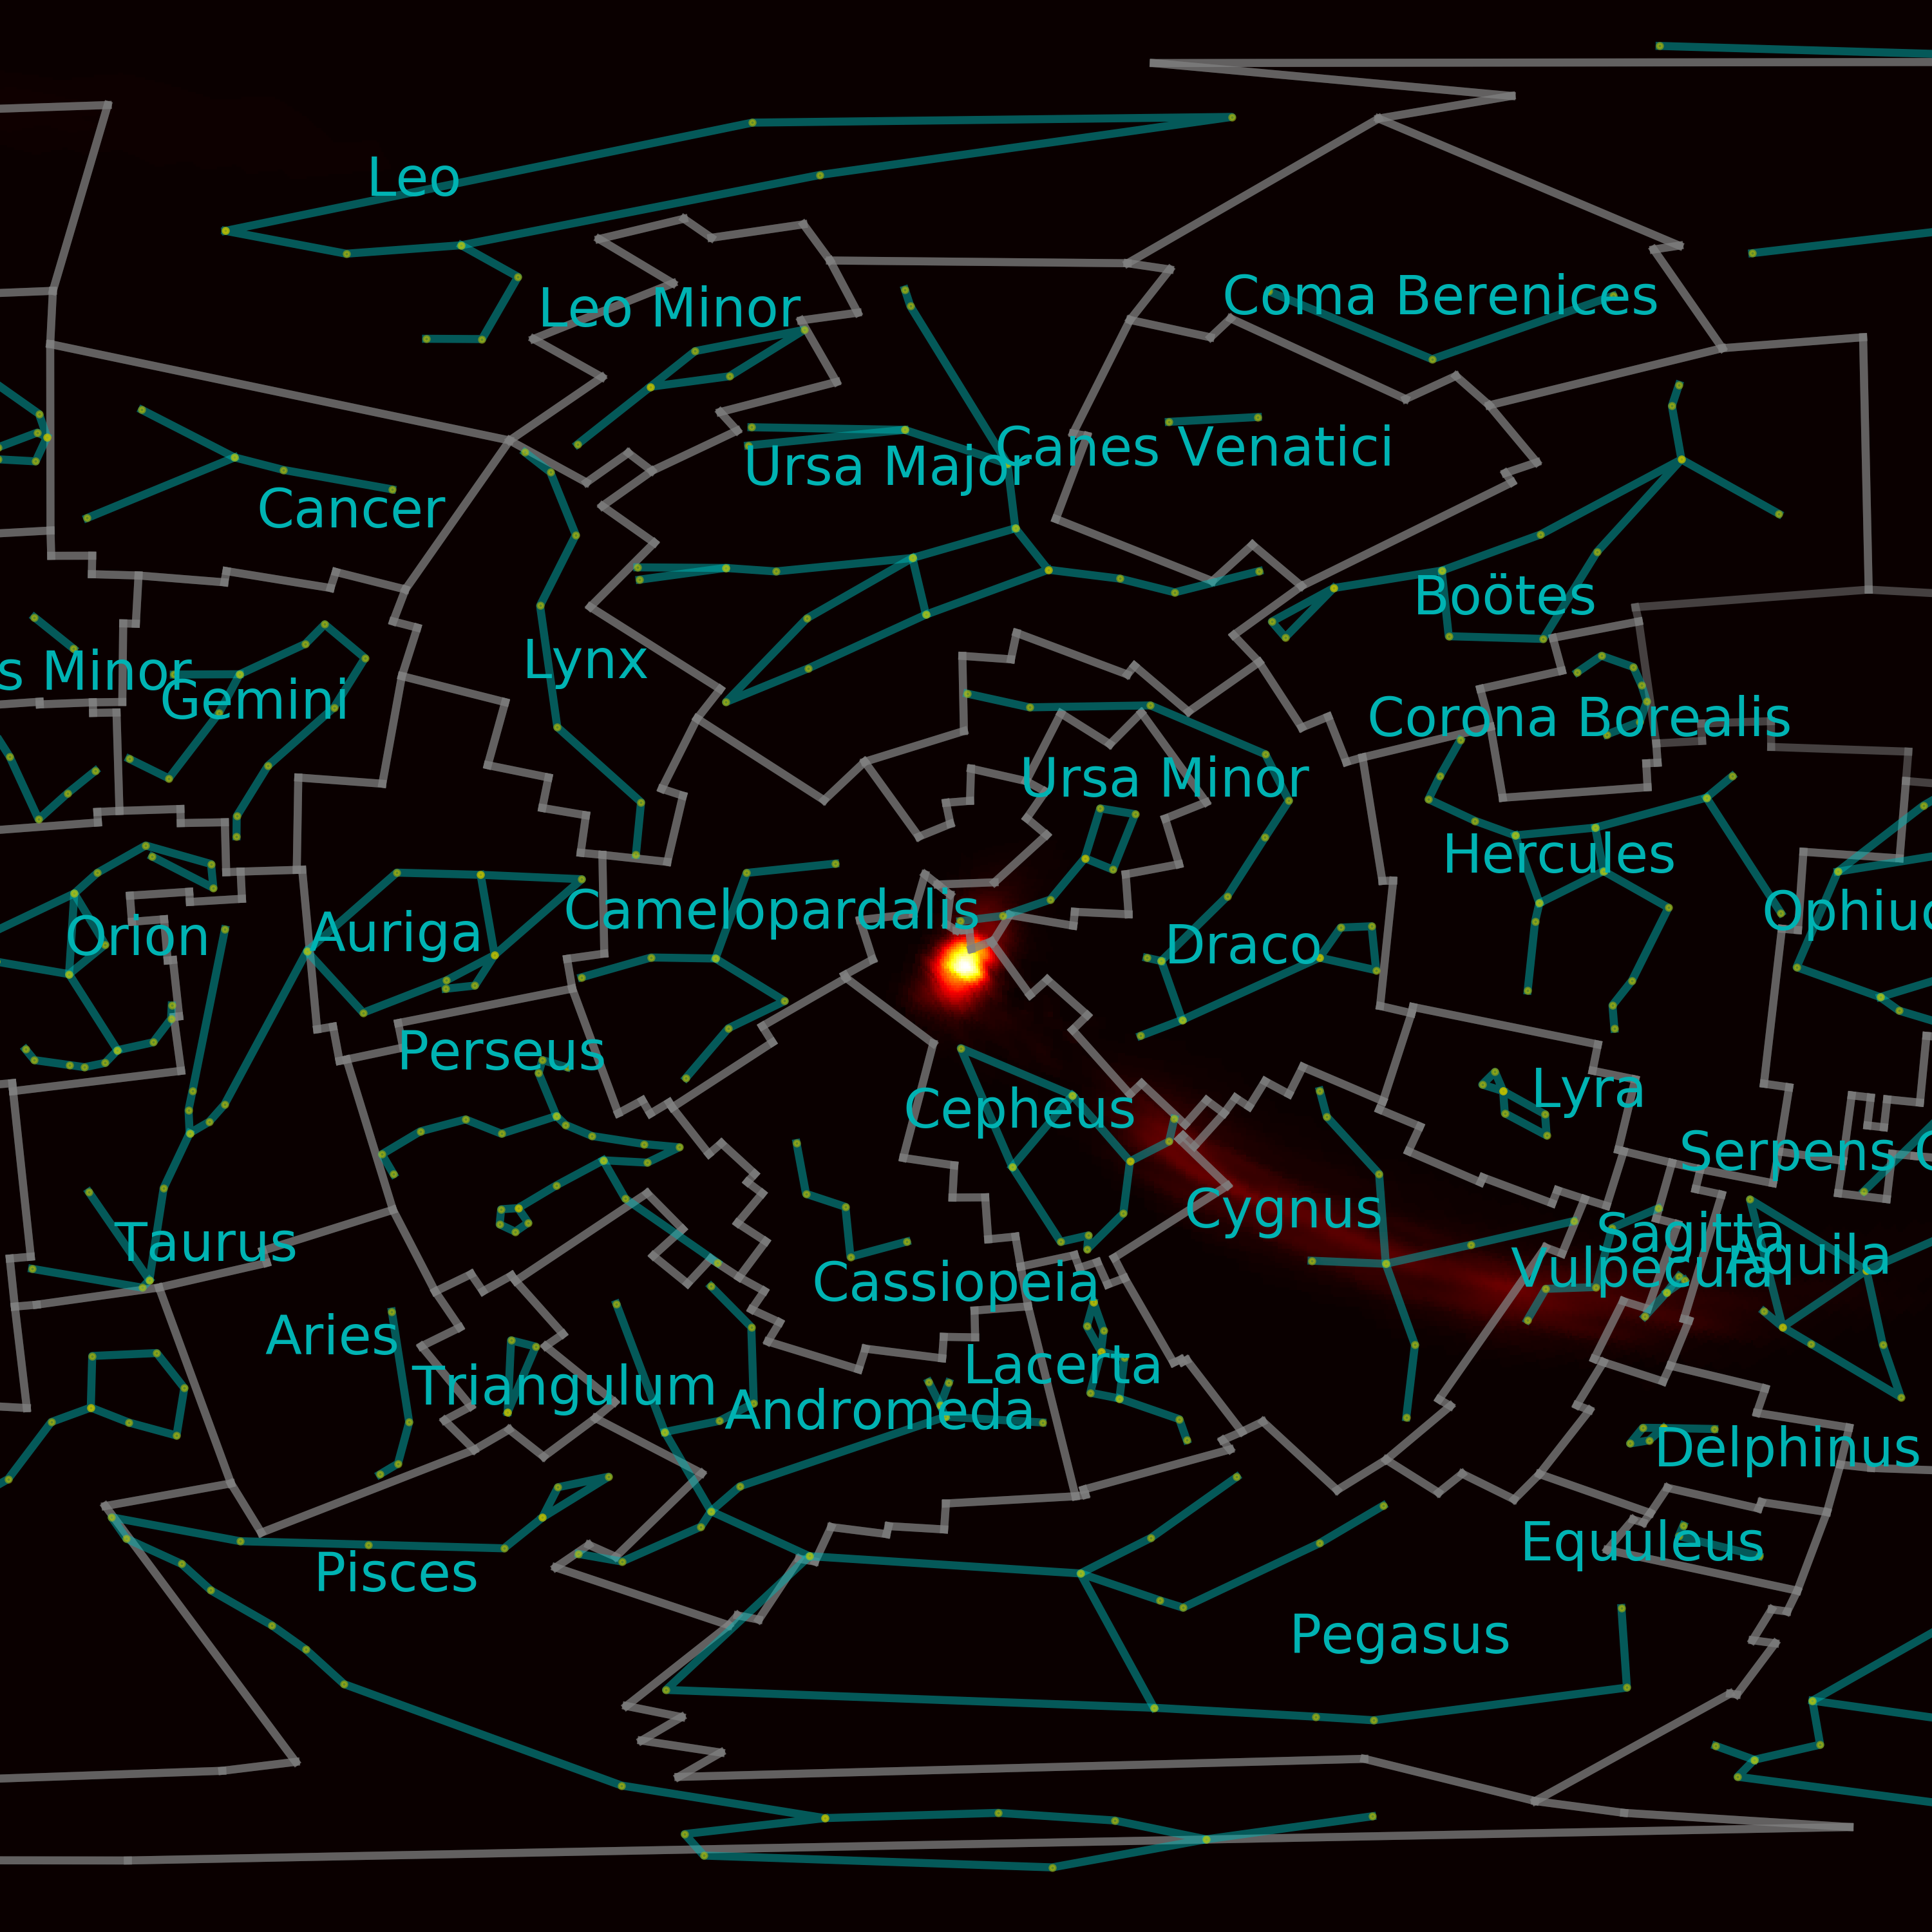 Leo
Leo Minor
Coma Berenices
Ursa Major
Canes Venatici
Cancer
Boötes
s Minor
Gemini
Lynx
Corona Borealis
Ursa Minor
Hercules
Orion
Auriga
Camelopardalis
Draco
Ophiuc
Perseus
Cepheus
Lyra
Serpens C
Taurus
Cygnus
Sagitta
Aquila
Vulpecula
Cassiopeia
Aries
Triangulum
Lacerta
Andromeda
Delphinus
Equuleus
Pisces
Pegasus